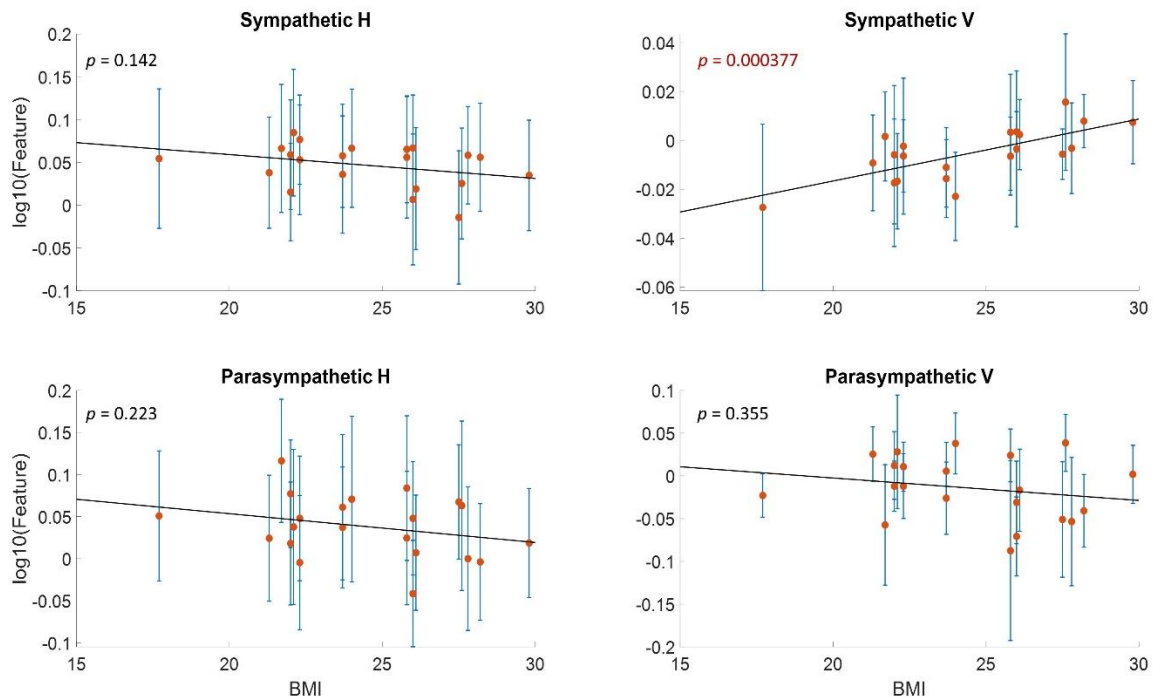 Sympathetic H
0.2
0.15
0.1
0.05
0
-0.05
-0.1
log10(Feature)
p = 0.142
15 20 25 30
Sympathetic V
0.04
0.02
0
-0.02
-0.04
-0.06
p = 0.000377
15 20 25 30
Parasympathetic H
0.2
0.15
0.1
0.05
0
-0.05
-0.1
log10(Feature)
p = 0.223
15 20 25 30
BMI
Parasympathetic V
0.1
0.05
0
-0.05
-0.1
-0.15
-0.2
p = 0.355
15 20 25 30
BMI